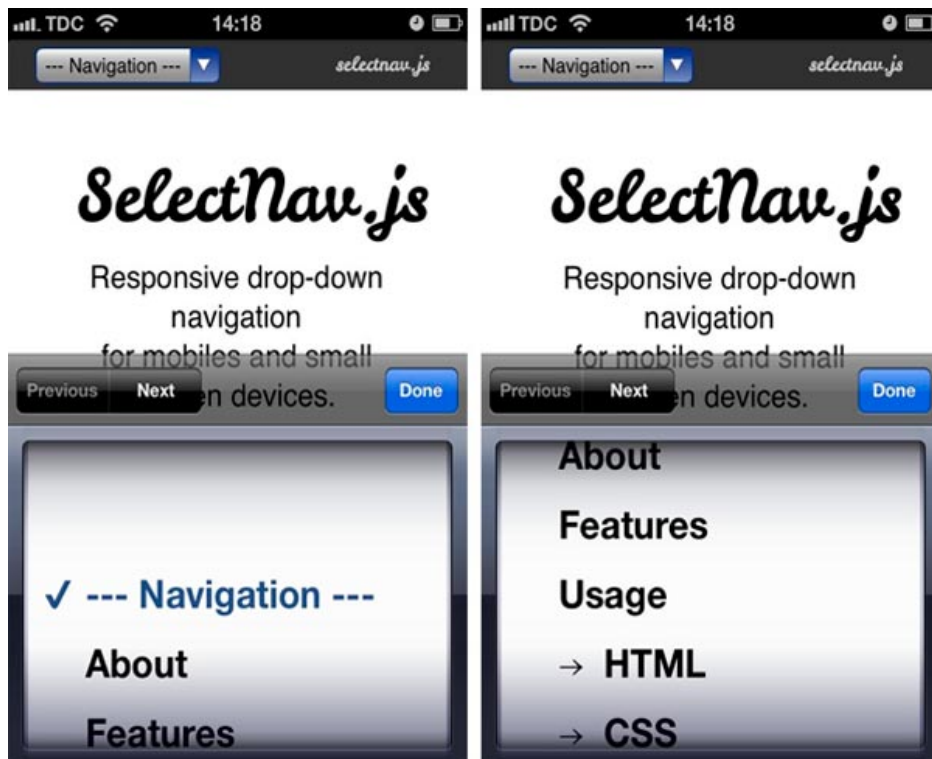 TDC 14:18
--- Navigation --- selectnav.js
SelectNav.js
Responsive drop-down
navigation
for mobiles and small
en devices.
Previous Next Done
✓ --- Navigation ---
About
Features
TDC 14:18
--- Navigation --- selectnav.js
SelectNav.js
Responsive drop-down
navigation
for mobiles and small
en devices.
Previous Next Done
About
Features
Usage
→ HTML
→ CSS